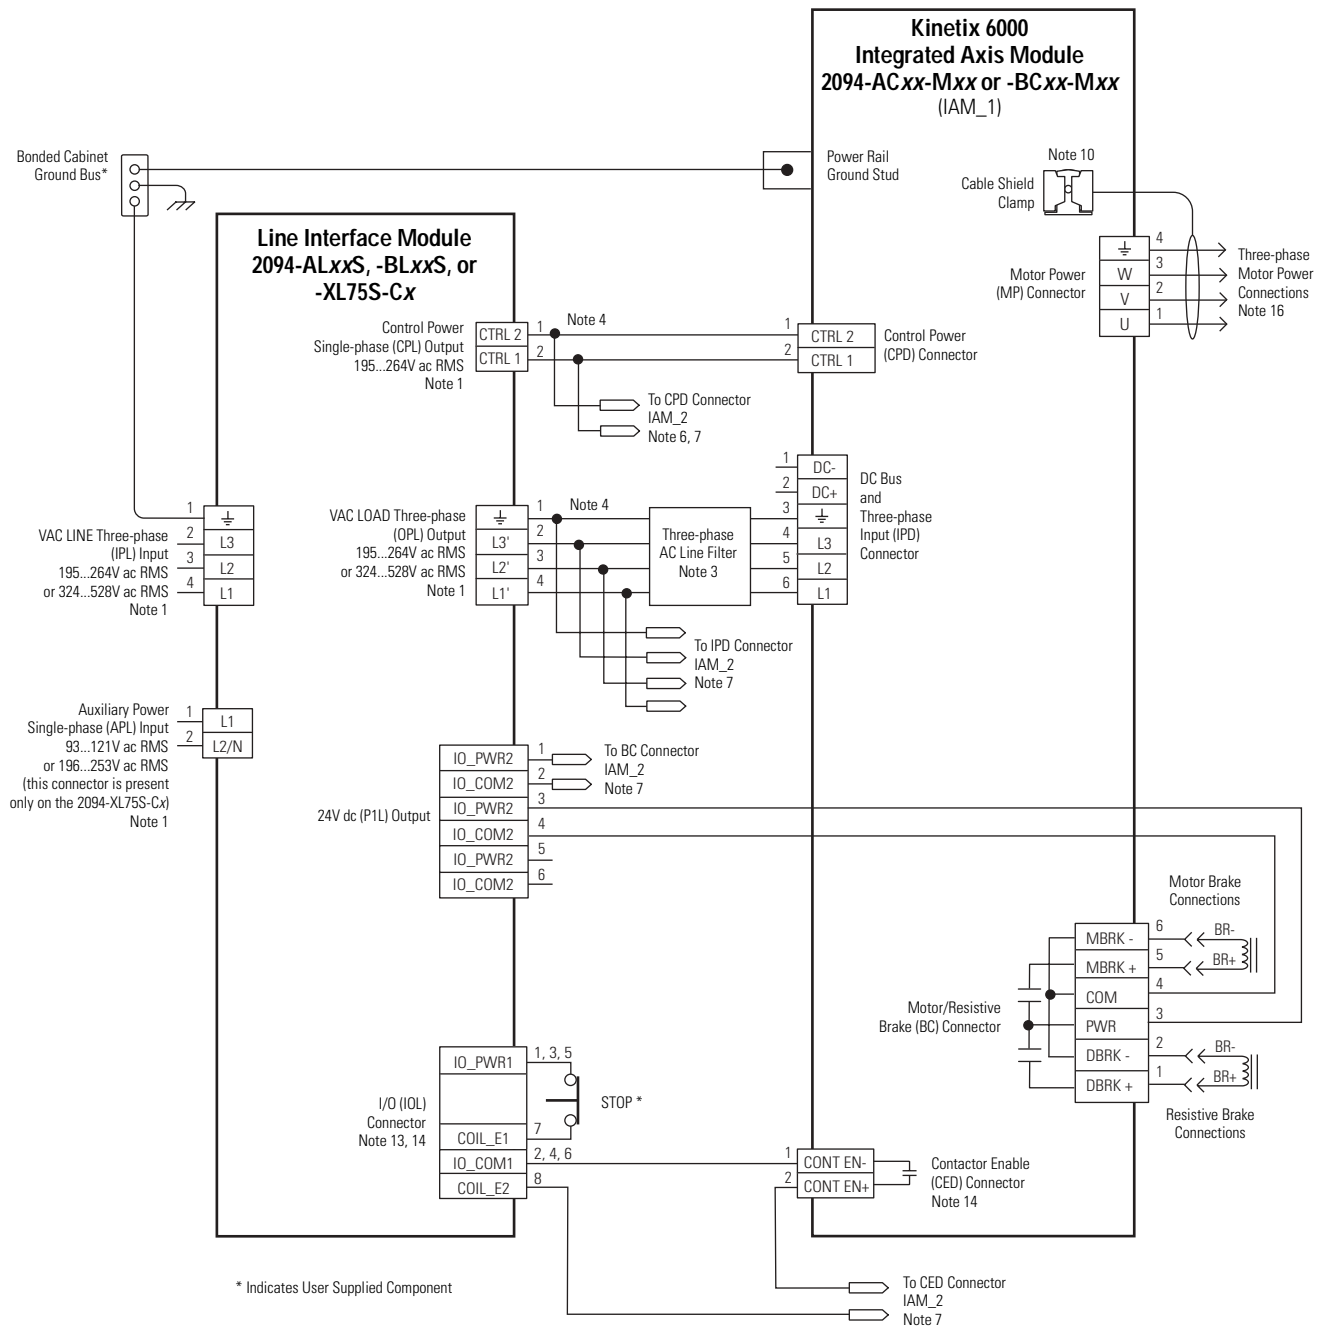 Kinetix 6000
Integrated Axis Module
2094-ACxx-Mxx or -BCxx-Mxx
(IAM_1)
Bonded Cabinet
Ground Bus*
Power Rail
Ground Stud
Note 10
Cable Shield
Clamp
Line Interface Module
2094-ALxxS, -BLxxS, or
-XL75S-Cx
Motor Power
(MP) Connector
4
W
3
V
2
U
1
Three-phase
Motor Power
Connections
Note 16
Control Power
Single-phase (CPL) Output
195...264V ac RMS
Note 1
CTRL 2
1
CTRL 1
2
Note 4
1
CTRL 2
2
CTRL 1
Control Power
(CPD) Connector
To CPD Connector
IAM_2
Note 6, 7
1
DC-
2
DC+
3
4
L3
5
L2
6
L1
DC Bus
and
Three-phase
Input (IPD)
Connector
VAC LINE Three-phase
(IPL) Input
195...264V ac RMS
or 324...528V ac RMS
Note 1
1
2
L3
3
L2
4
L1
VAC LOAD Three-phase
(OPL) Output
195...264V ac RMS
or 324...528V ac RMS
Note 1
1
L3'
2
L2'
3
L1'
4
Note 4
Three-phase
AC Line Filter
Note 3
To IPD Connector
IAM_2
Note 7
Auxiliary Power
Single-phase (APL) Input
93...121V ac RMS
or 196...253V ac RMS
(this connector is present
only on the 2094-XL75S-Cx)
Note 1
1
L1
2
L2/N
24V dc (P1L) Output
IO_PWR2
1
IO_COM2
2
IO_PWR2
3
IO_COM2
4
IO_PWR2
5
IO_COM2
6
To BC Connector
IAM_2
Note 7
Motor Brake
Connections
Motor/Resistive
Brake (BC) Connector
MBRK -
6
BR-
MBRK +
5
BR+
COM
4
PWR
3
DBRK -
2
BR-
DBRK +
1
BR+
Resistive Brake
Connections
I/O (IOL)
Connector
Note 13, 14
IO_PWR1
1, 3, 5
STOP *
COIL_E1
7
IO_COM1
2, 4, 6
COIL_E2
8
1
CONT EN-
2
CONT EN+
Contactor Enable
(CED) Connector
Note 14
* Indicates User Supplied Component
To CED Connector
IAM_2
Note 7